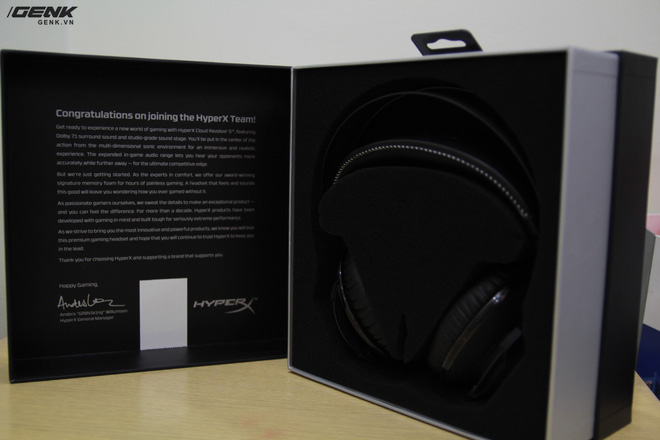 GENK
GENK.VN
Congratulations on joining the HyperX Team!
Get ready to experience a new world of gaming with HyperX Cloud Revolver S™, featuring
Dolby 7.1 surround sound and studio-grade sound stage. You'll be put in the center of the
action from the multi-dimensional sonic environment for an immersive and realistic
experience. The expanded in-game audio range lets you hear your opponents more
accurately while further away — for the ultimate competitive edge.
But we're just getting started. As the experts in comfort, we offer our award-winning
signature memory foam for hours of painless gaming. A headset that feels and sounds
this good will leave you wondering how you ever gamed without it.
As passionate gamers ourselves, we sweat the details to make an exceptional product —
and you can feel the difference. For more than a decade, HyperX products have been
developed with gaming in mind and built tough for seriously extreme performance.
As we strive to bring you the most innovative and powerful products, we know you will love
this premium gaming headset and hope that you will continue to trust HyperX to keep you
in the lead.
Thank you for choosing HyperX and supporting a brand that supports you.
Happy Gaming,
HYPERX
HyperX General Manager